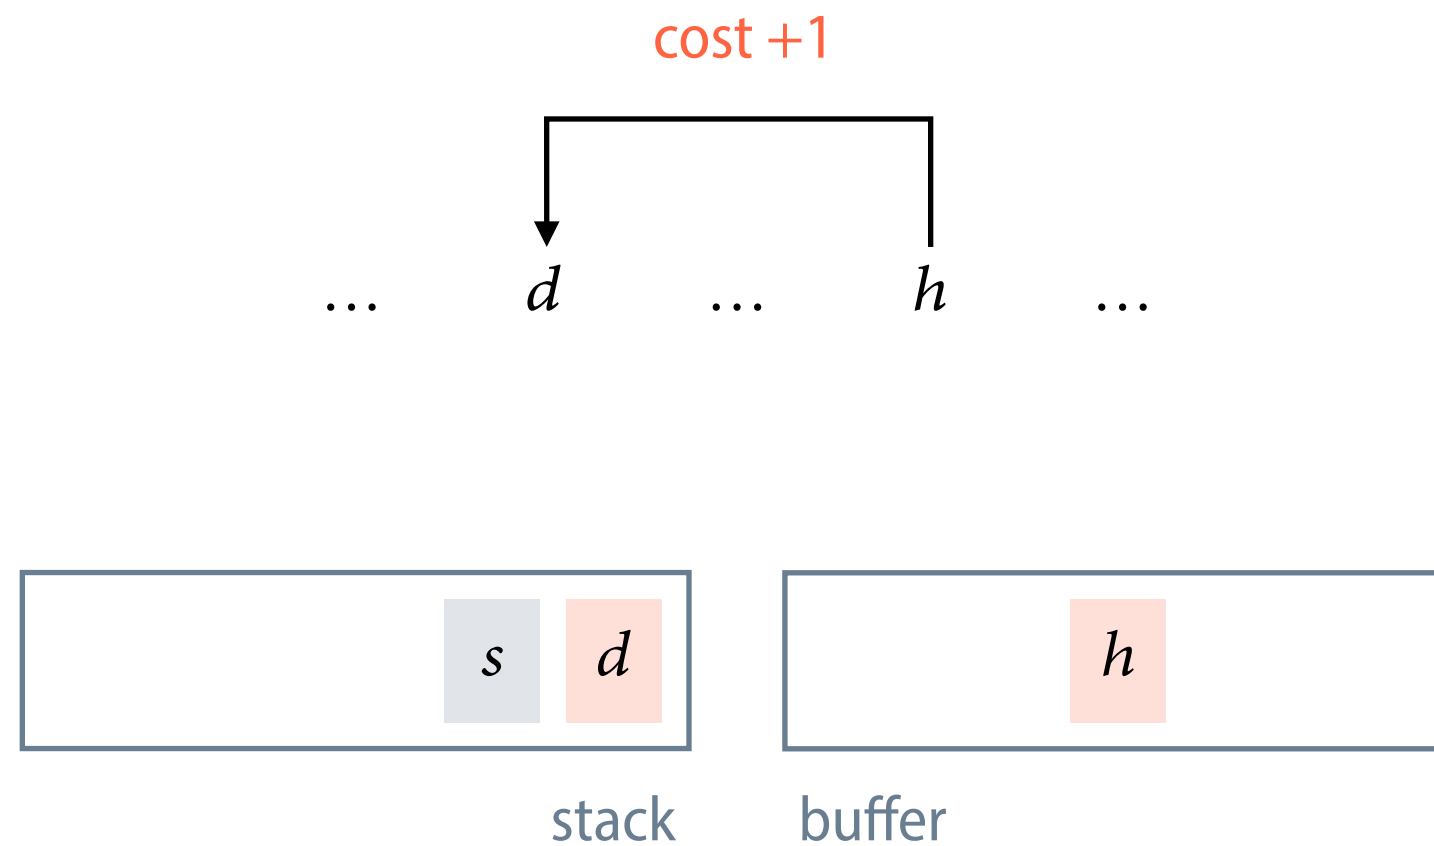 cost +1
… d … h …
s d h
stack buffer